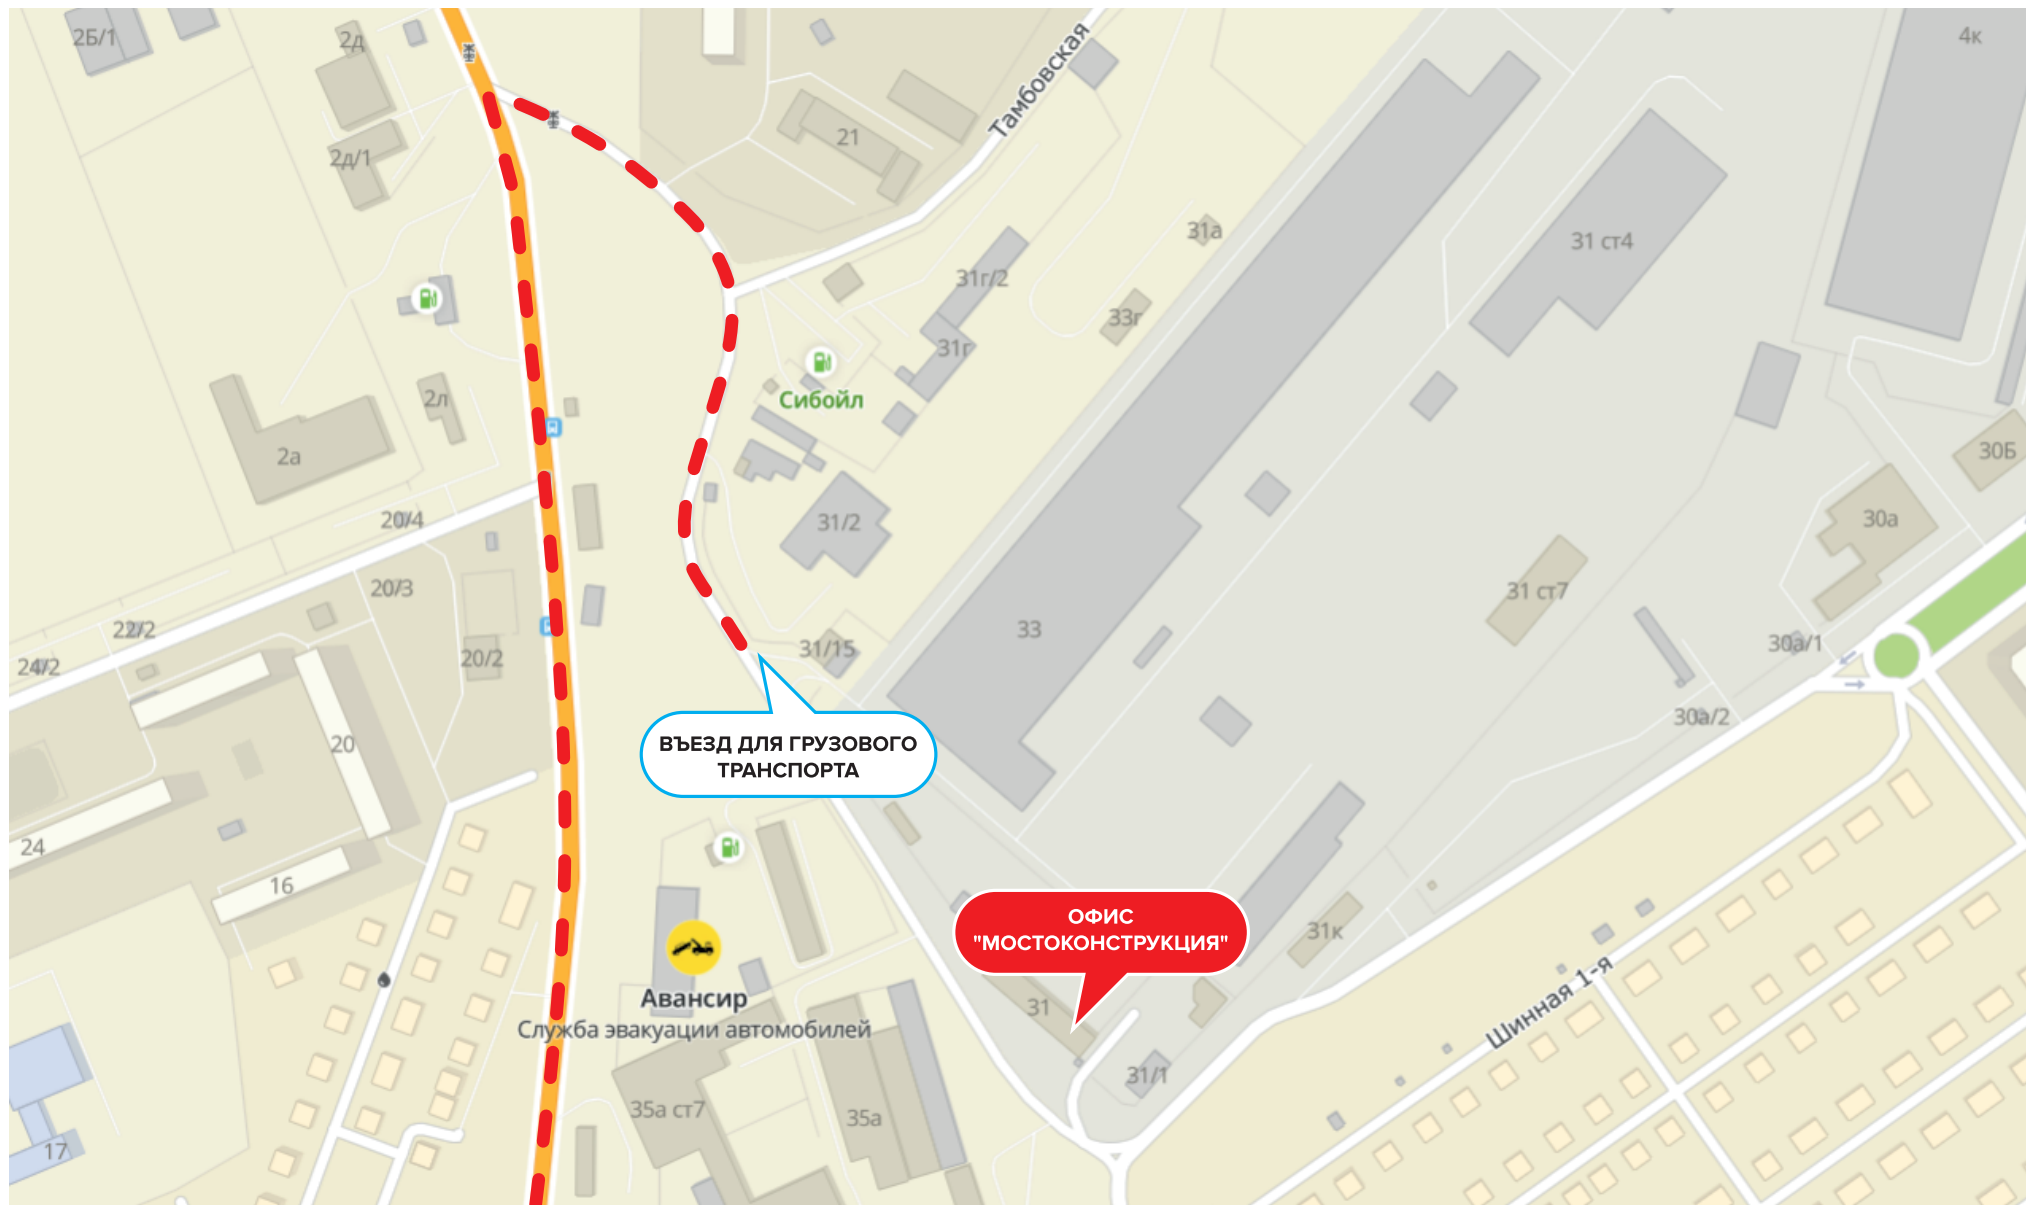 2Б/1
2д
4к
Тамбовская
21
2д/1
31а
31 ст4
31г/2
33г
31г
Сибойл
2л
2а
30Б
20/4
31/2
30а
20/3
31 ст7
22/2
33
30а/1
24/2
20/2
31/15
30а/2
20
ВЪЕЗД ДЛЯ ГРУЗОВОГО
ТРАНСПОРТА
24
16
ОФИС
"МОСТОКОНСТРУКЦИЯ"
31к
Шинная 1-я
Авансир
Служба эвакуации автомобилей
31
31/1
35а ст7
35а
17